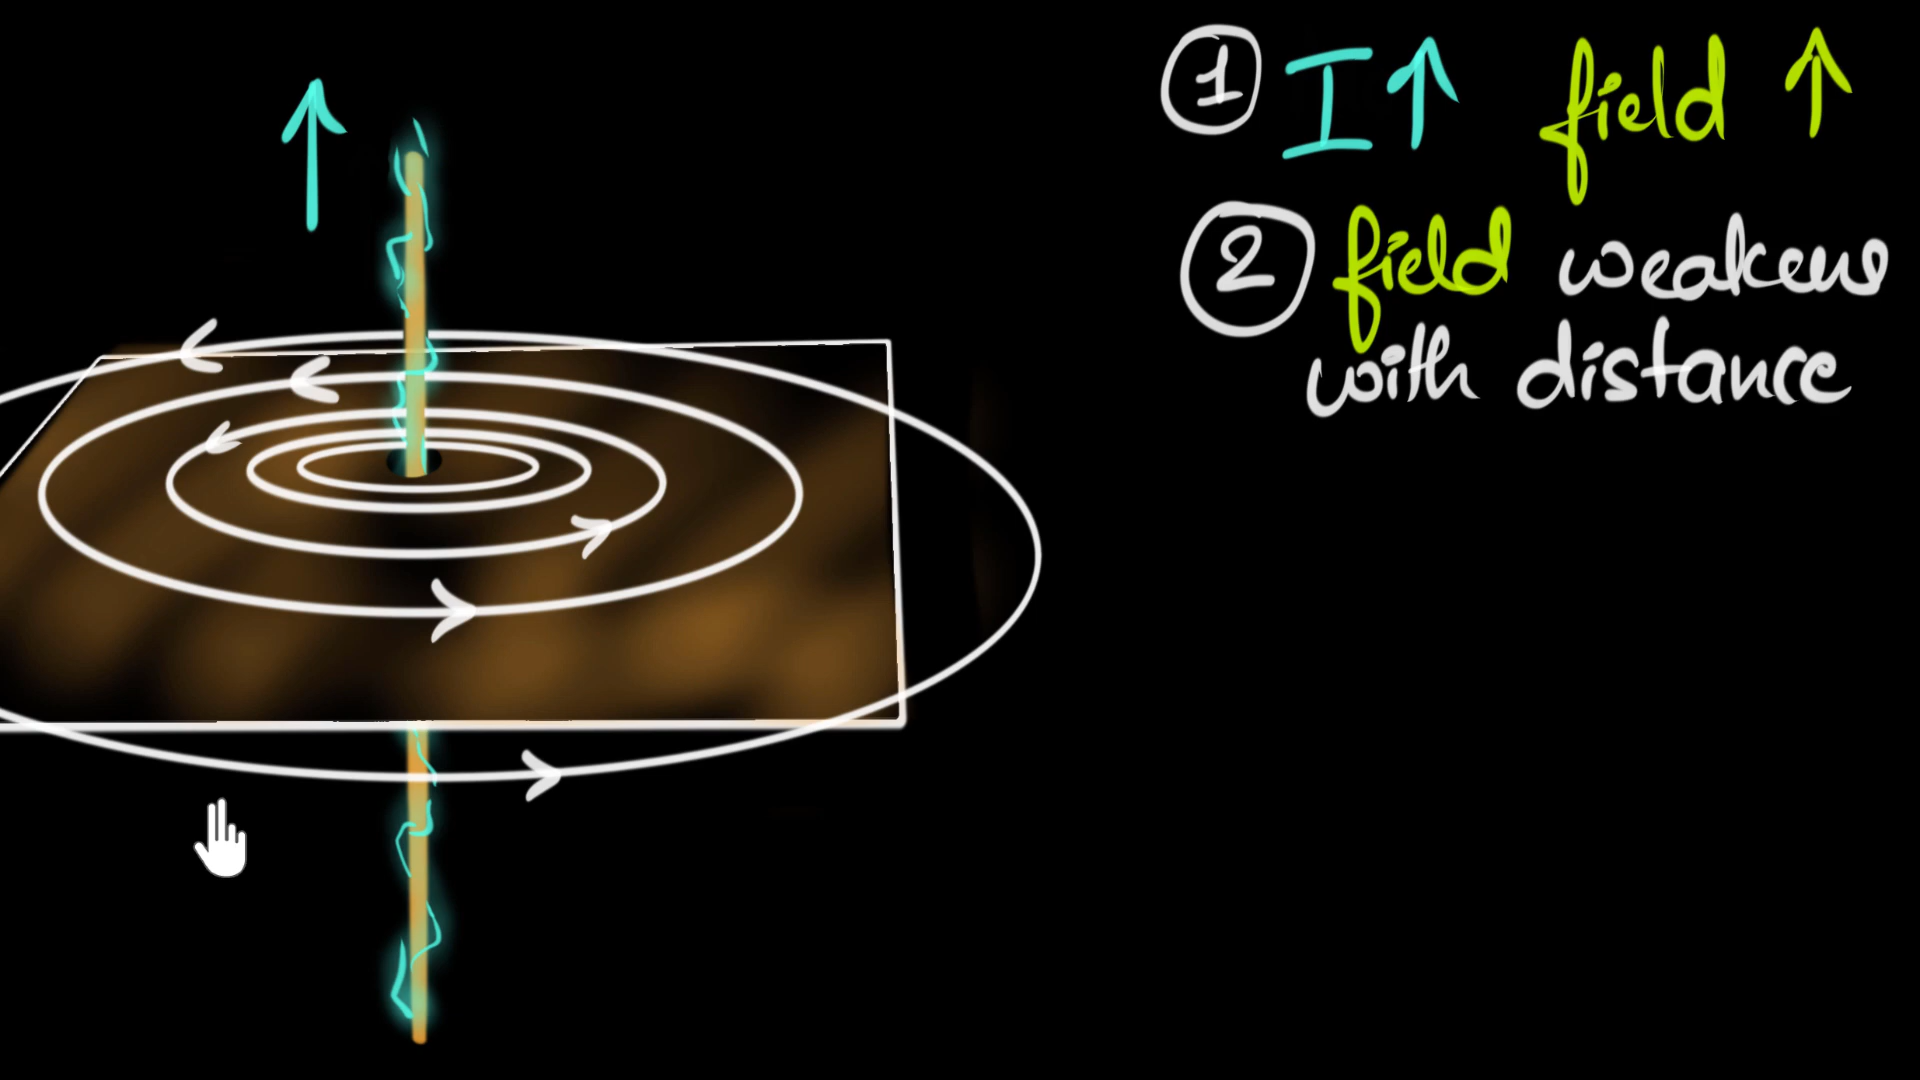 1 I↑ field ↑
2 field weakens
with distance